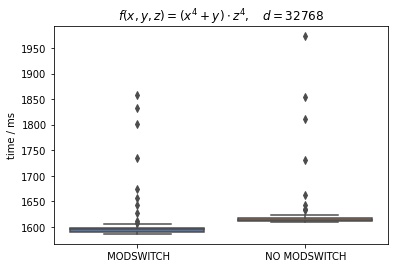 f(x, y, z) = (x⁴ + y) · z⁴, d = 32768
time / ms
1950
1900
1850
1800
1750
1700
1650
1600
MODSWITCH NO MODSWITCH